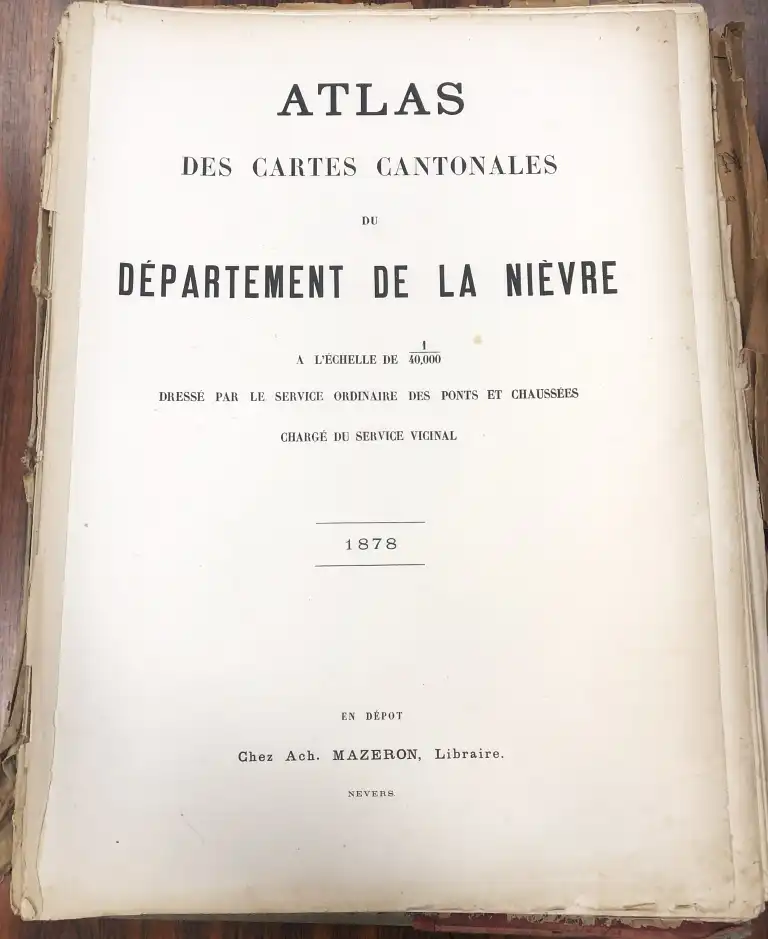 ATLAS
DES CARTES CANTONALES
DU
DÉPARTEMENT DE LA NIÈVRE
A L'ÉCHELLE DE 1/40,000
DRESSÉ PAR LE SERVICE ORDINAIRE DES PONTS ET CHAUSSÉES
CHARGÉ DU SERVICE VICINAL
1878
EN DÉPOT
Chez Ach. MAZERON, Libraire.
NEVERS.